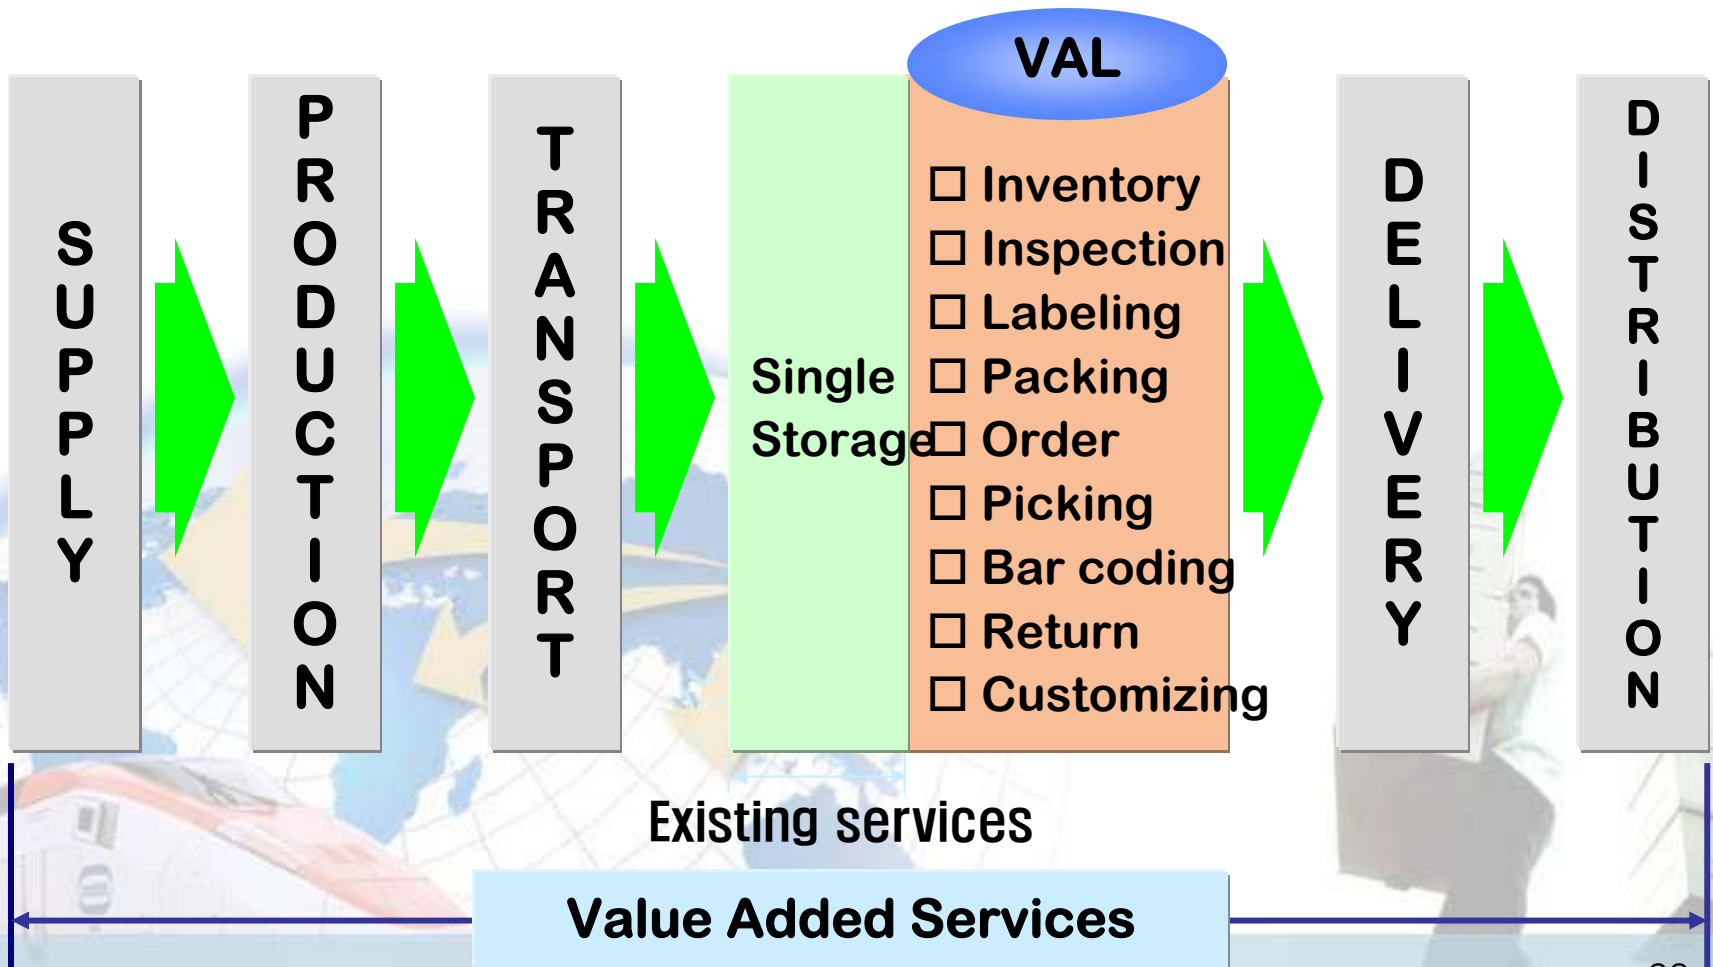 SUPPLY
PRODUCTION
TRANSPORT
Single
Storage
VAL
□ Inventory
□ Inspection
□ Labeling
□ Packing
□ Order
□ Picking
□ Bar coding
□ Return
□ Customizing
DELIVERY
DISTRIBUTION
Existing services
Value Added Services